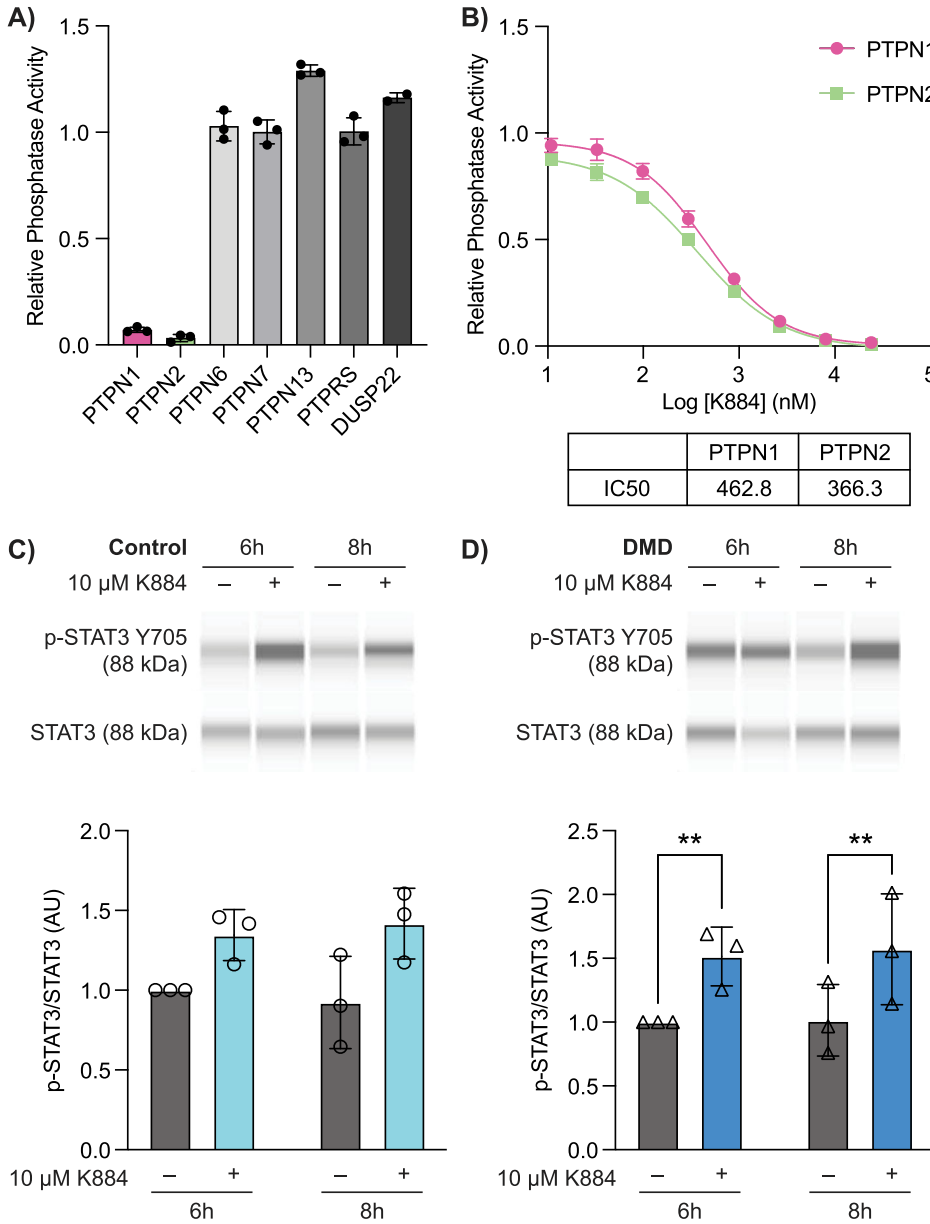 A)
Relative Phosphatase Activity
1.5
1.0
0.5
0.0
PTPN1
PTPN2
PTPN6
PTPN7
PTPN13
PTPRS
DUSP22
B)
Relative Phosphatase Activity
1.5
1.0
0.5
0.0
1
2
3
4
5
Log [K884] (nM)
PTPN1
PTPN2
PTPN1 PTPN2
IC50 462.8 366.3
C)
Control 6h 8h
10 µM K884 – + – +
p-STAT3 Y705
(88 kDa)
STAT3 (88 kDa)
p-STAT3/STAT3 (AU)
2.0
1.5
1.0
0.5
0.0
10 µM K884 – + – +
6h 8h
D)
DMD 6h 8h
10 µM K884 – + – +
p-STAT3 Y705
(88 kDa)
STAT3 (88 kDa)
p-STAT3/STAT3 (AU)
2.5
2.0
1.5
1.0
0.5
0.0
** **
10 µM K884 – + – +
6h 8h